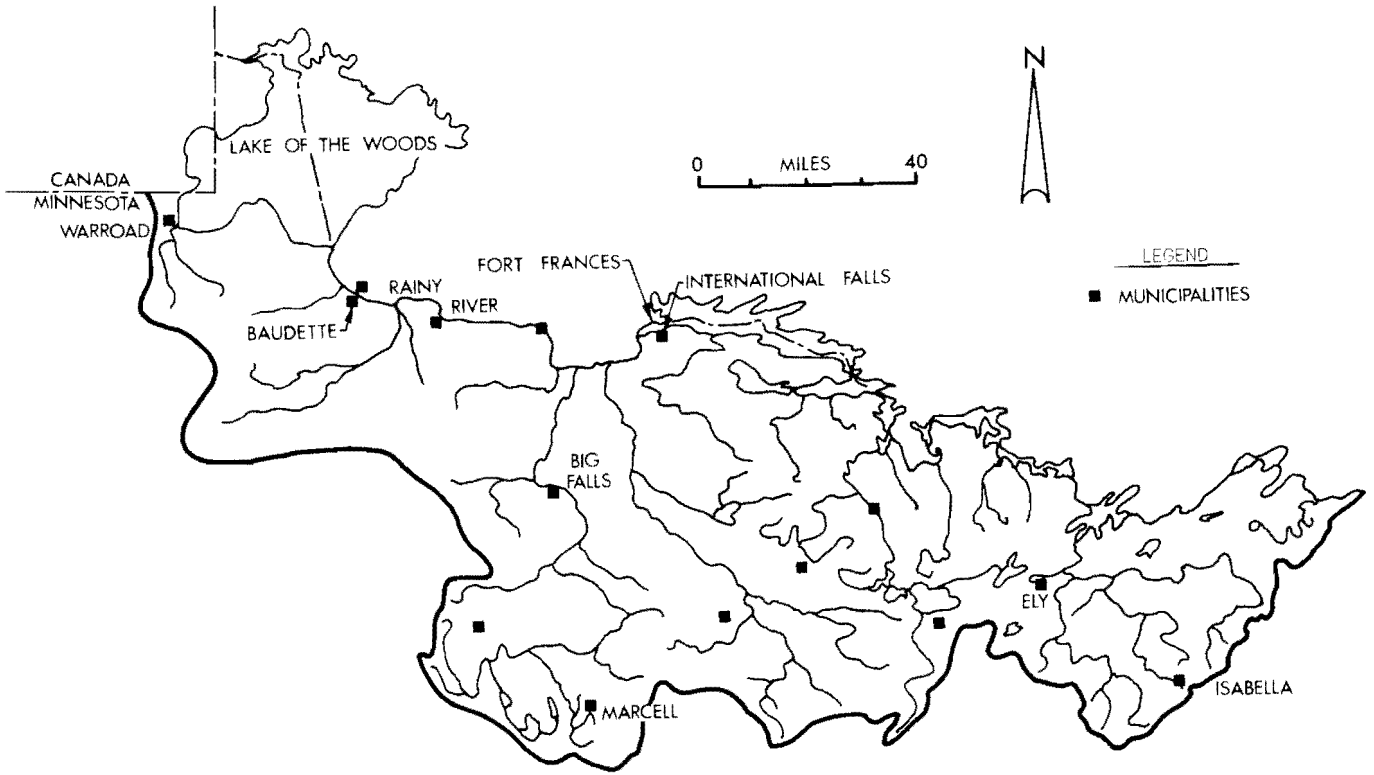 N
LAKE OF THE WOODS
0 MILES 40
CANADA
MINNESOTA
WARROAD
LEGEND
FORT FRANCES
INTERNATIONAL FALLS
MUNICIPALITIES
RAINY
RIVER
BAUDETTE
BIG
FALLS
ELY
ISABELLA
MARCELL